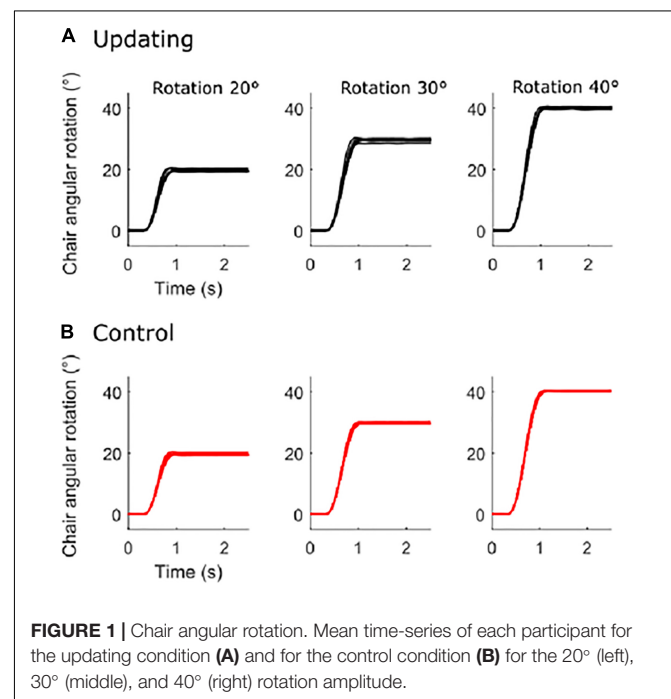 A Updating
Rotation 20° Rotation 30° Rotation 40°
Chair angular rotation (°)
40 40 40
20 20 20
0 0 0
0 1 2 0 1 2 0 1 2
Time (s)
B Control
Chair angular rotation (°)
40 40 40
20 20 20
0 0 0
0 1 2 0 1 2 0 1 2
Time (s)
FIGURE 1 | Chair angular rotation. Mean time-series of each participant for
the updating condition (A) and for the control condition (B) for the 20° (left),
30° (middle), and 40° (right) rotation amplitude.